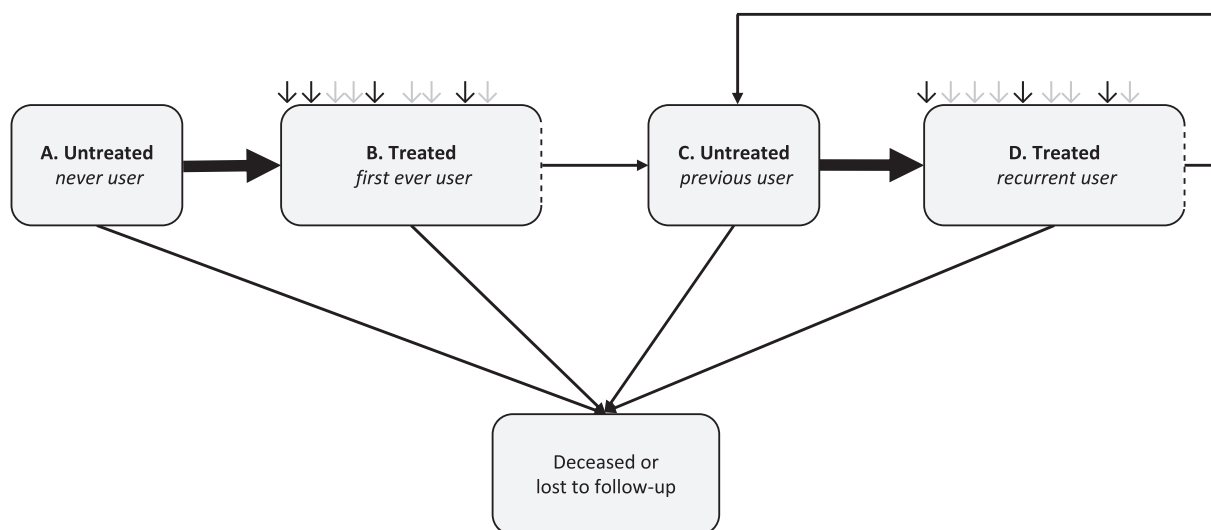 A. Untreated
never user
B. Treated
first ever user
C. Untreated
previous user
D. Treated
recurrent user
Deceased or
lost to follow-up